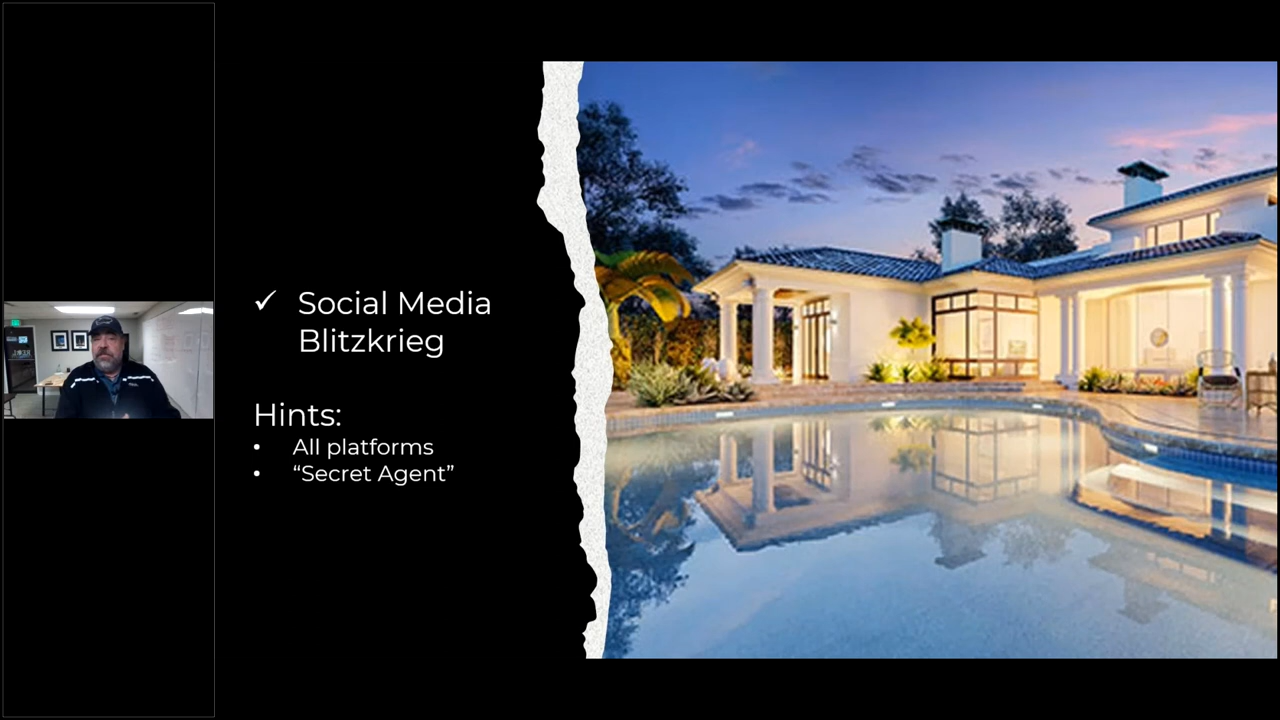 ✓ Social Media
Blitzkrieg
Hints:
• All platforms
• “Secret Agent”